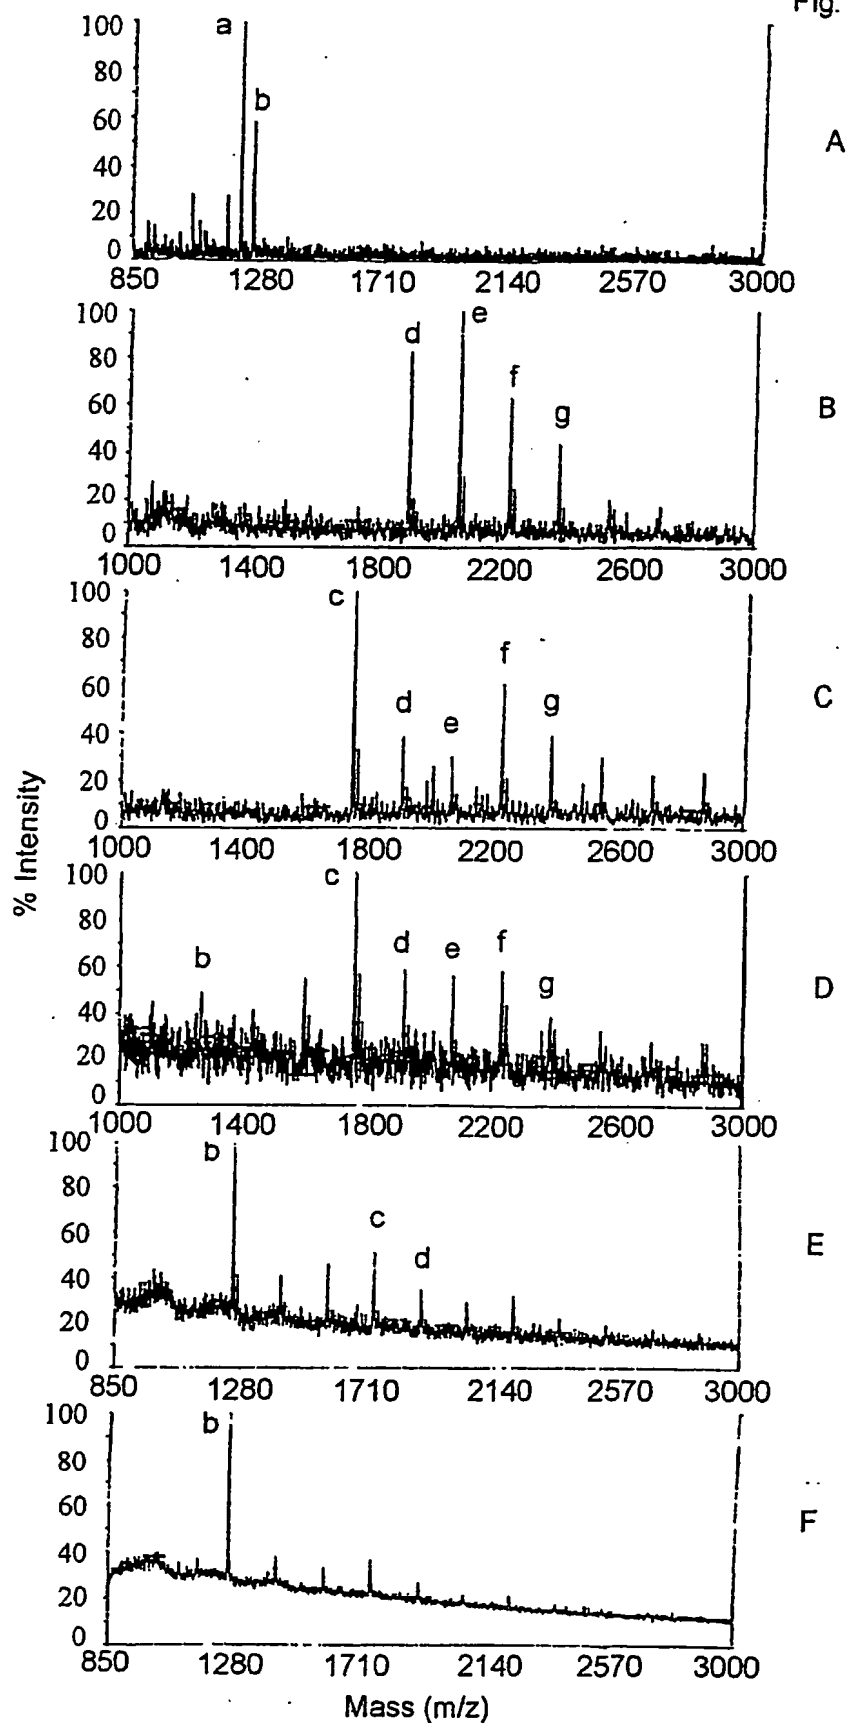 Fig.
100 a
80 b
60 A
40
20
0
850 1280 1710 2140 2570 3000
100 e
80 d
60 f B
40 g
20
0
1000 1400 1800 2200 2600 3000
100 c
80 f
60 d e g C
40
20
0
1000 1400 1800 2200 2600 3000
% Intensity
100 c
80 b d e f
60 g D
40
20
0
1000 1400 1800 2200 2600 3000
100 b
80 c
60 d E
40
20
0
850 1280 1710 2140 2570 3000
100 b
80
60 F
40
20
0
850 1280 1710 2140 2570 3000
Mass (m/z)